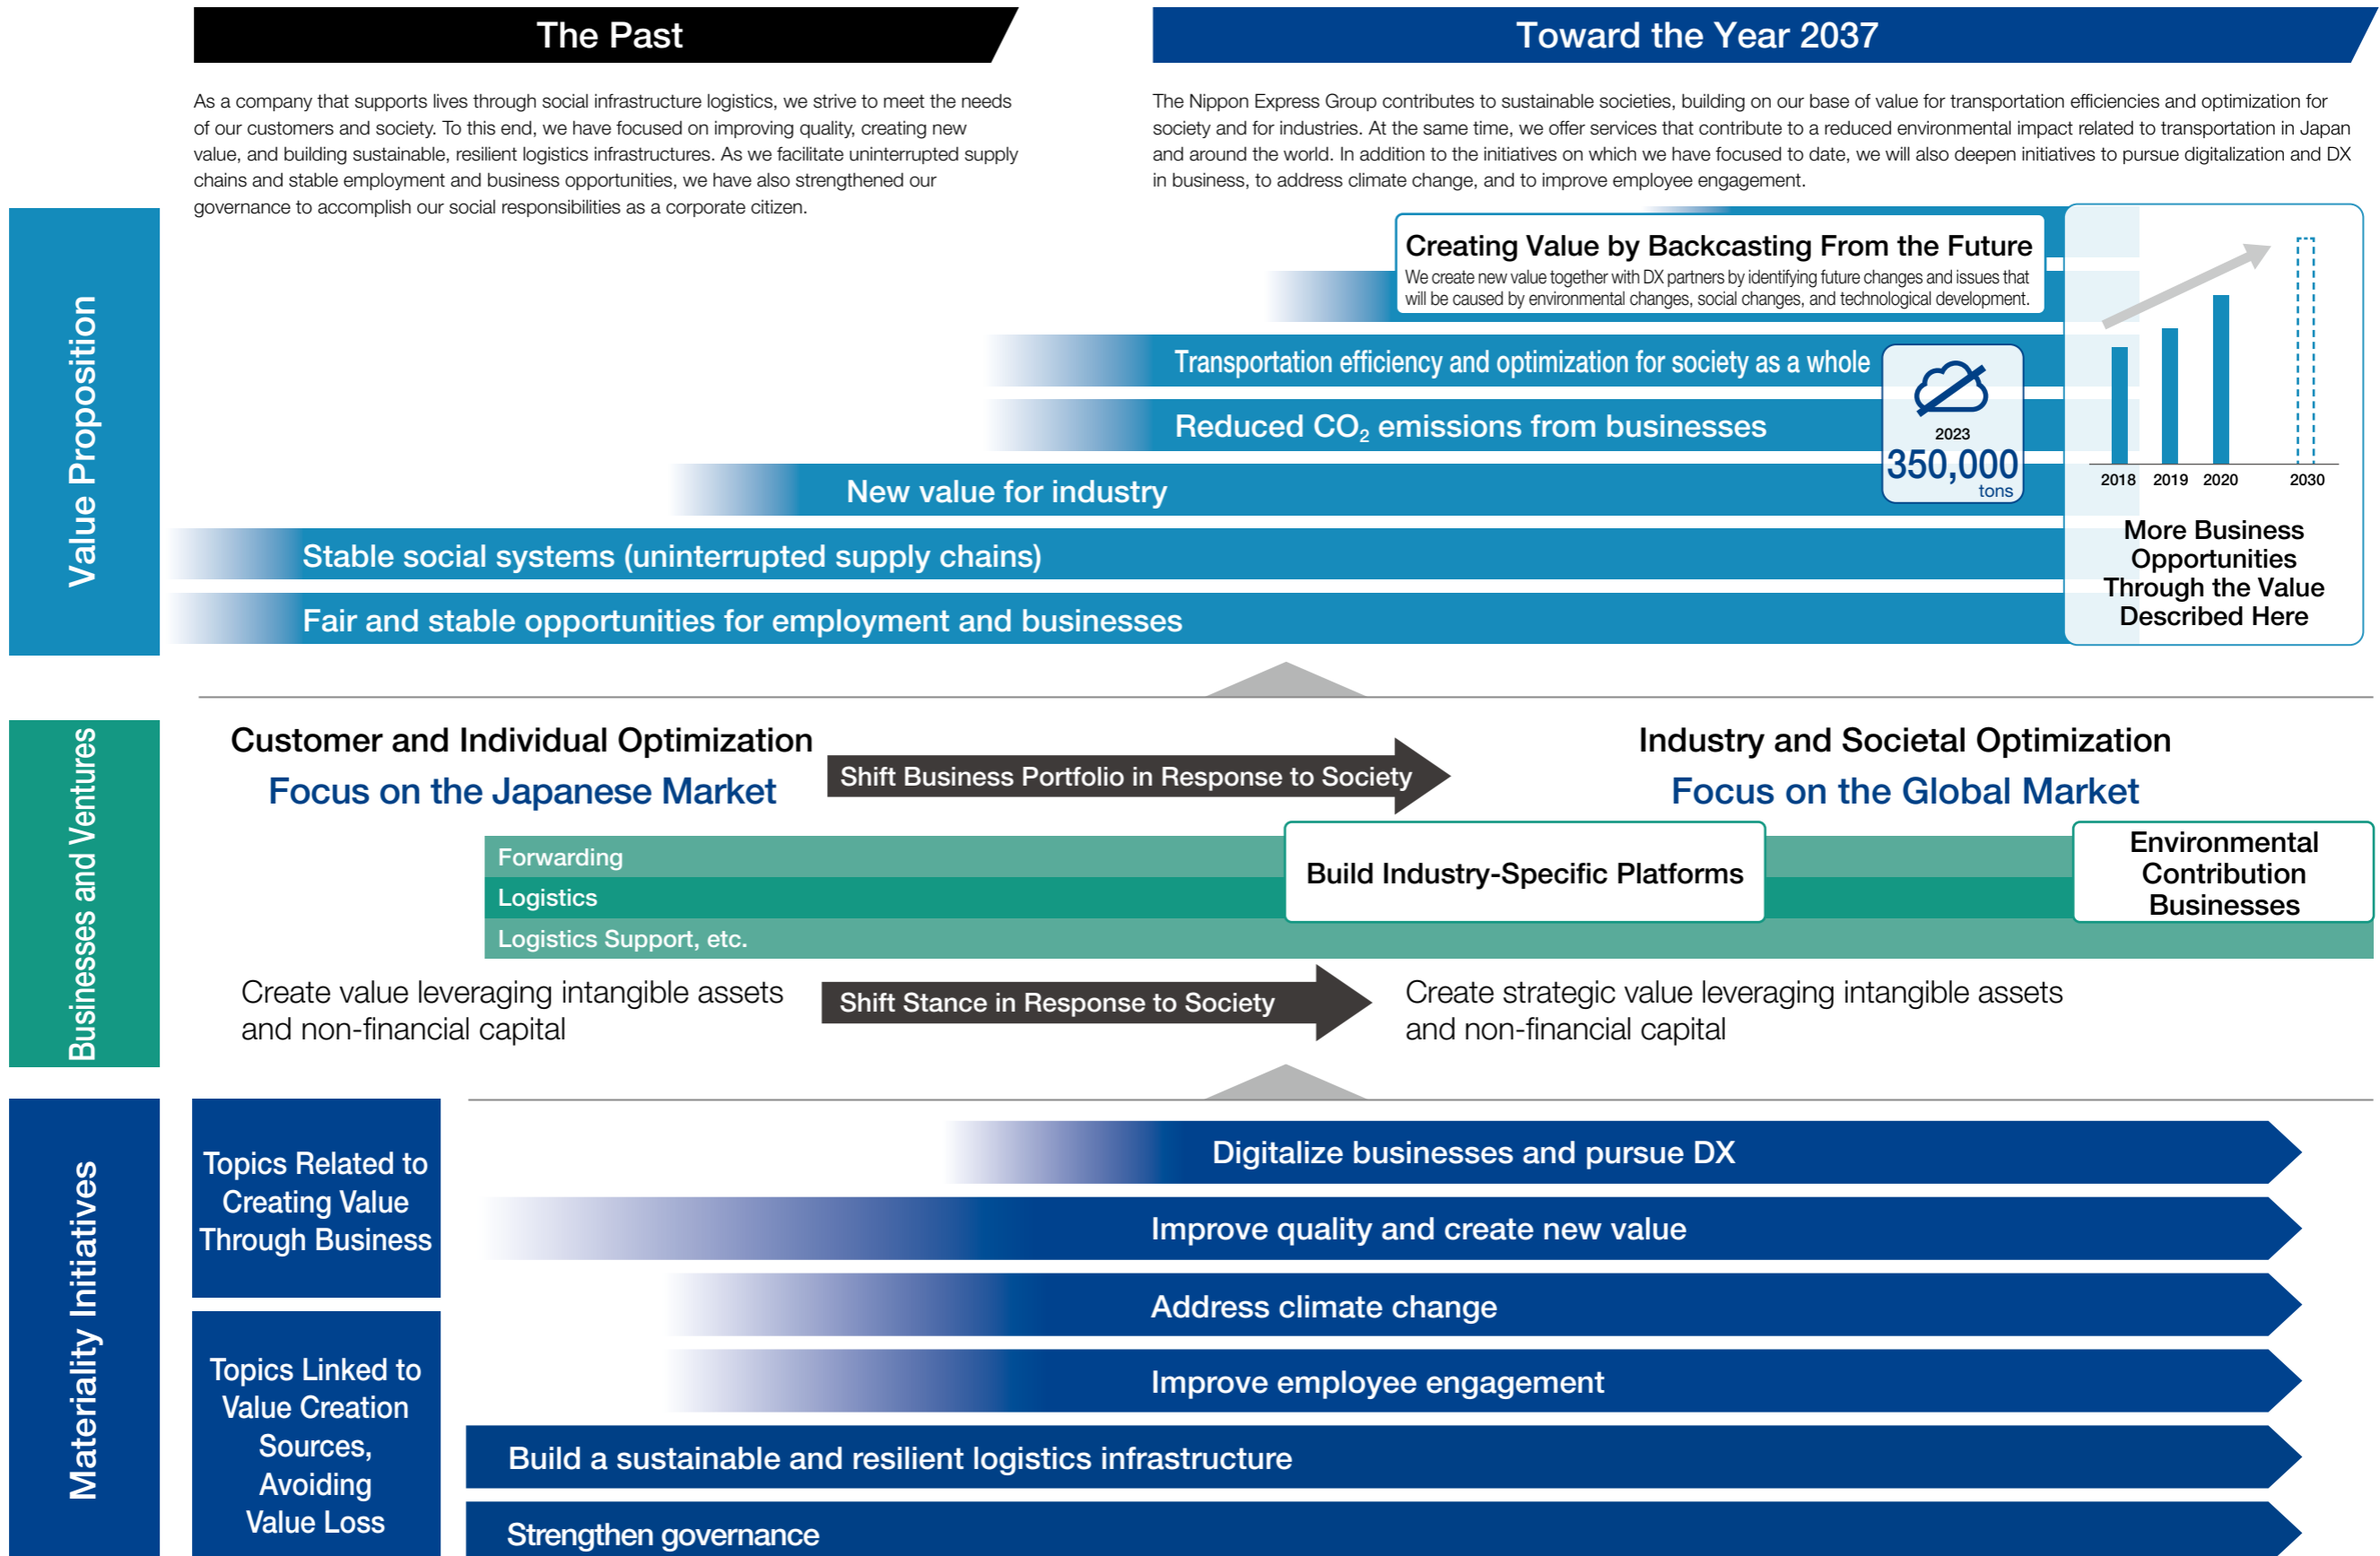 The Past
As a company that supports lives through social infrastructure logistics, we strive to meet the needs
of our customers and society. To this end, we have focused on improving quality, creating new
value, and building sustainable, resilient logistics infrastructures. As we facilitate uninterrupted supply
chains and stable employment and business opportunities, we have also strengthened our
governance to accomplish our social responsibilities as a corporate citizen.
Toward the Year 2037
The Nippon Express Group contributes to sustainable societies, building on our base of value for transportation efficiencies and optimization for
society and for industries. At the same time, we offer services that contribute to a reduced environmental impact related to transportation in Japan
and around the world. In addition to the initiatives on which we have focused to date, we will also deepen initiatives to pursue digitalization and DX
in business, to address climate change, and to improve employee engagement.
Value Proposition
Creating Value by Backcasting From the Future
We create new value together with DX partners by identifying future changes and issues that
will be caused by environmental changes, social changes, and technological development.
Transportation efficiency and optimization for society as a whole
Reduced CO₂ emissions from businesses
2023
350,000
tons
New value for industry
Stable social systems (uninterrupted supply chains)
Fair and stable opportunities for employment and businesses
2018 2019 2020 2030
More Business
Opportunities
Through the Value
Described Here
Businesses and Ventures
Customer and Individual Optimization
Focus on the Japanese Market
Shift Business Portfolio in Response to Society
Industry and Societal Optimization
Focus on the Global Market
Forwarding
Logistics
Logistics Support, etc.
Build Industry-Specific Platforms
Environmental
Contribution
Businesses
Create value leveraging intangible assets
and non-financial capital
Shift Stance in Response to Society
Create strategic value leveraging intangible assets
and non-financial capital
Materiality Initiatives
Topics Related to
Creating Value
Through Business
Digitalize businesses and pursue DX
Improve quality and create new value
Topics Linked to
Value Creation
Sources,
Avoiding
Value Loss
Address climate change
Improve employee engagement
Build a sustainable and resilient logistics infrastructure
Strengthen governance